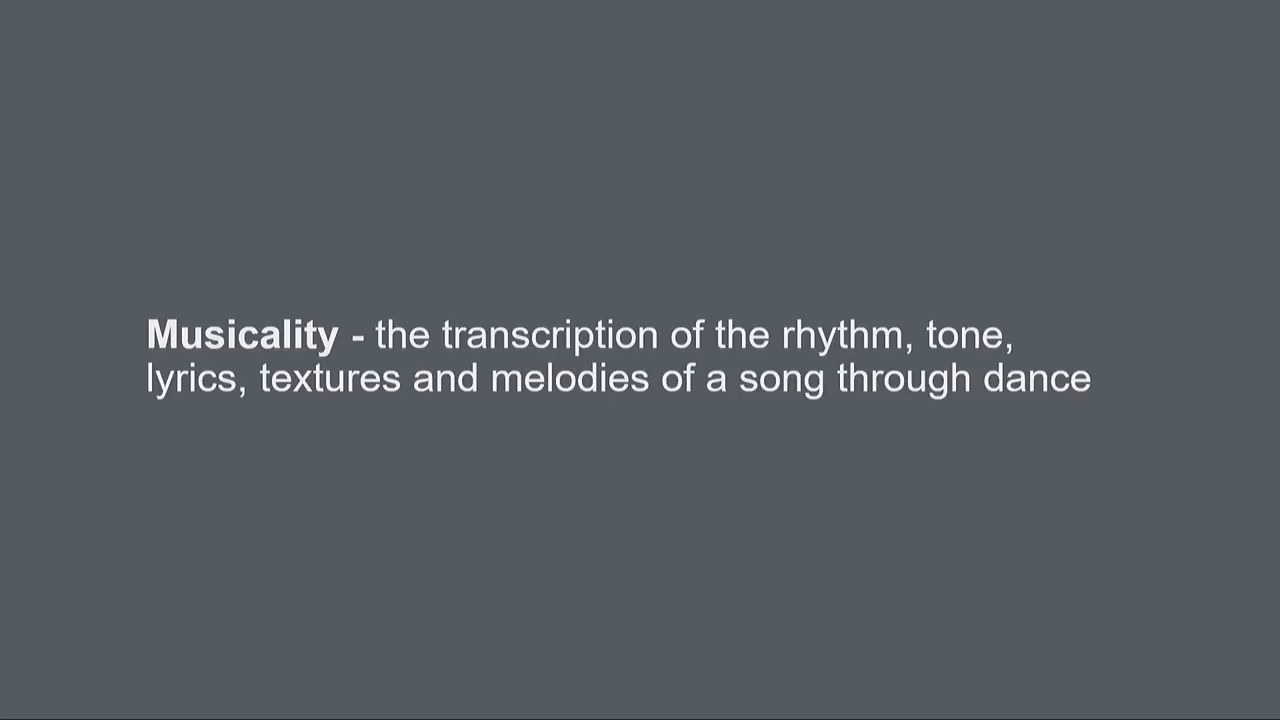 Musicality - the transcription of the rhythm, tone,
lyrics, textures and melodies of a song through dance